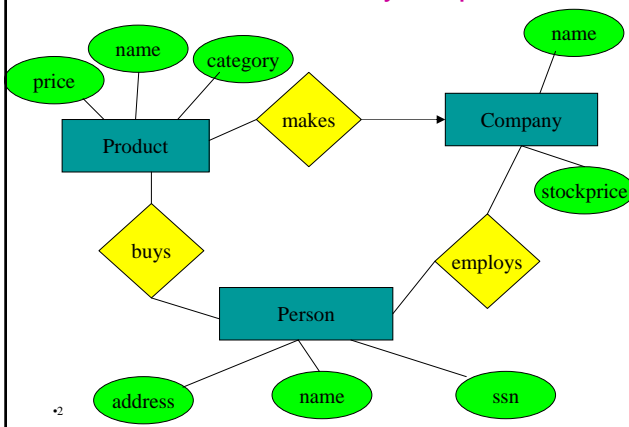 name
name
category
price
makes
Company
Product
stockprice
buys
employs
Person
address
name
ssn
•2